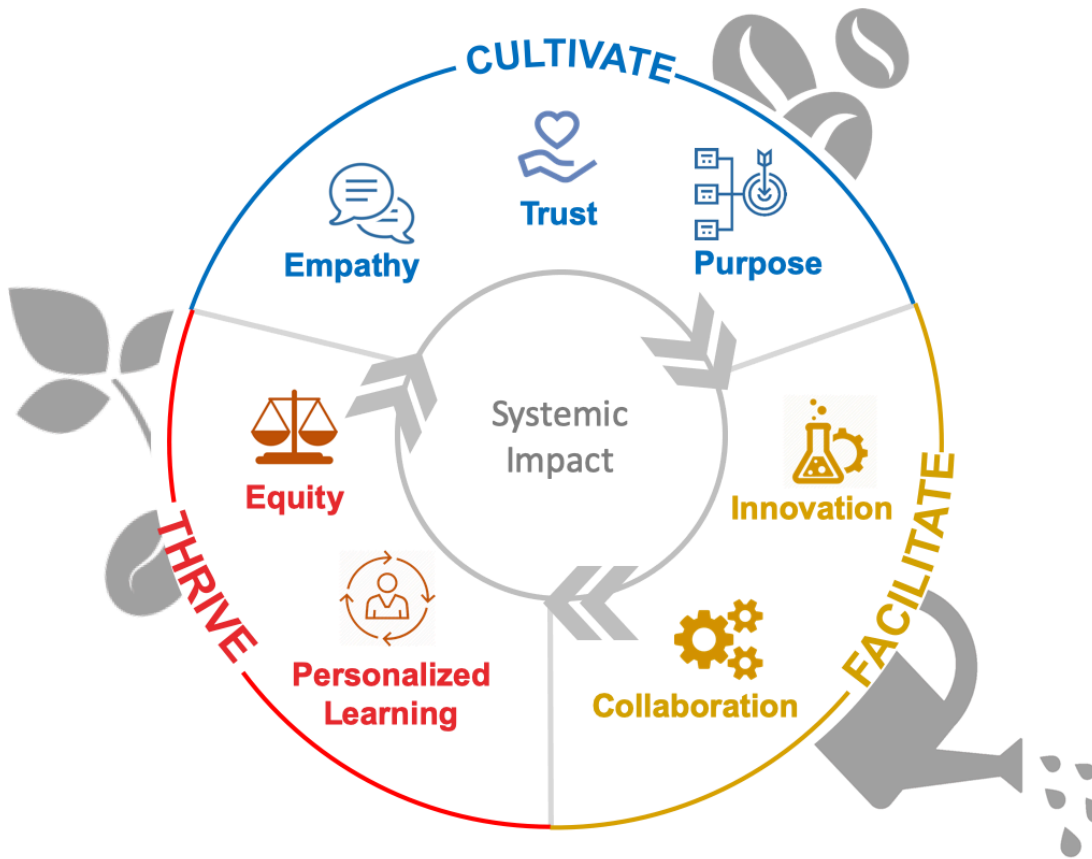 CULTIVATE
Trust
Empathy
Purpose
Systemic
Impact
Equity
Innovation
THRIVE
FACILITATE
Personalized
Learning
Collaboration